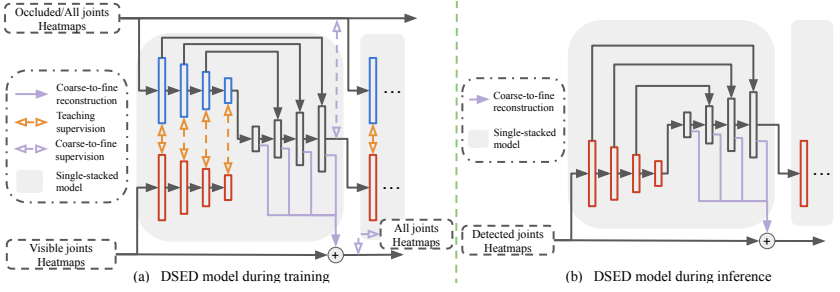 Occluded/All joints
Heatmaps
Coarse-to-fine
reconstruction
Teaching
supervision
Coarse-to-fine
supervision
Single-stacked
model
Visible joints
Heatmaps
...
...
+
All joints
Heatmaps
(a) DSED model during training
Coarse-to-fine
reconstruction
Single-stacked
model
Detected joints
Heatmaps
...
+
(b) DSED model during inference